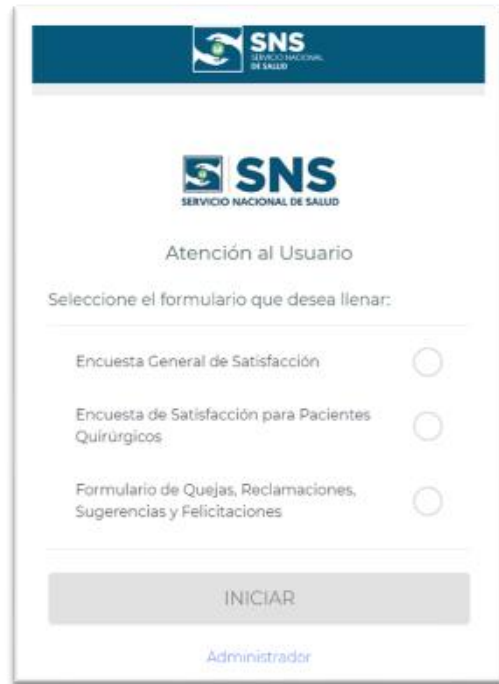 SNS
SERVICIO NACIONAL
DE SALUD
SNS
SERVICIO NACIONAL DE SALUD
Atención al Usuario
Seleccione el formulario que desea llenar:
Encuesta General de Satisfacción
Encuesta de Satisfacción para Pacientes
Quirúrgicos
Formulario de Quejas, Reclamaciones,
Sugerencias y Felicitaciones
INICIAR
Administrador